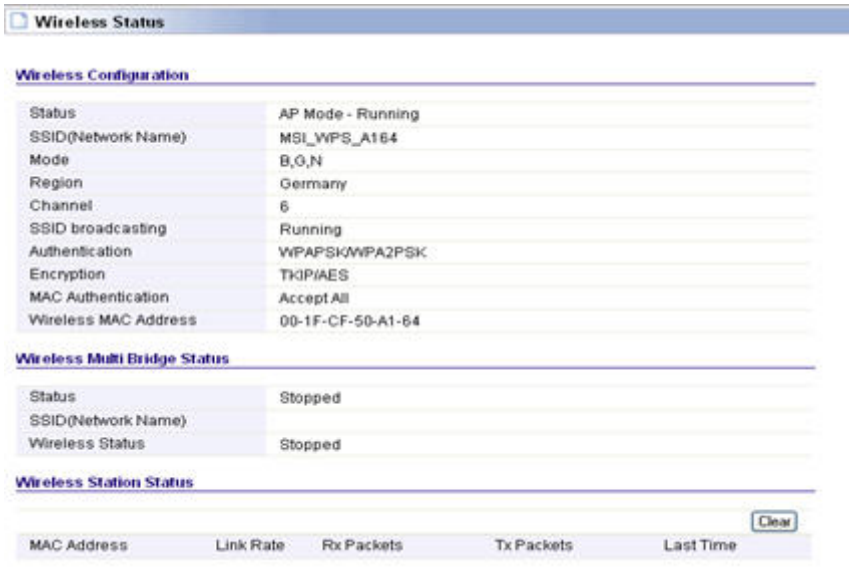 Wireless Status
Wireless Configuration
Status AP Mode - Running
SSID(Network Name) MSI_WPS_A164
Mode B,G,N
Region Germany
Channel 6
SSID broadcasting Running
Authentication WPAPSK/WPA2PSK
Encryption TKIP/AES
MAC Authentication Accept All
Wireless MAC Address 00-1F-CF-50-A1-64
Wireless Multi Bridge Status
Status Stopped
SSID(Network Name)
Wireless Status Stopped
Wireless Station Status
Clear
MAC Address Link Rate Rx Packets Tx Packets Last Time